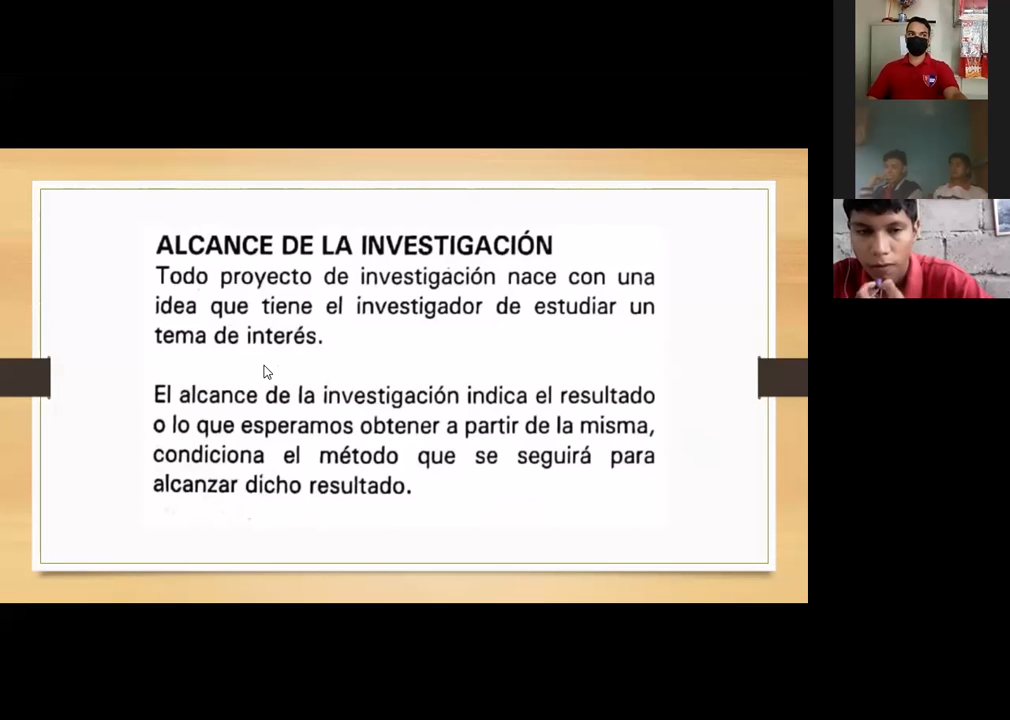 ALCANCE DE LA INVESTIGACIÓN
Todo proyecto de investigación nace con una
idea que tiene el investigador de estudiar un
tema de interés.
El alcance de la investigación indica el resultado
o lo que esperamos obtener a partir de la misma,
condiciona el método que se seguirá para
alcanzar dicho resultado.